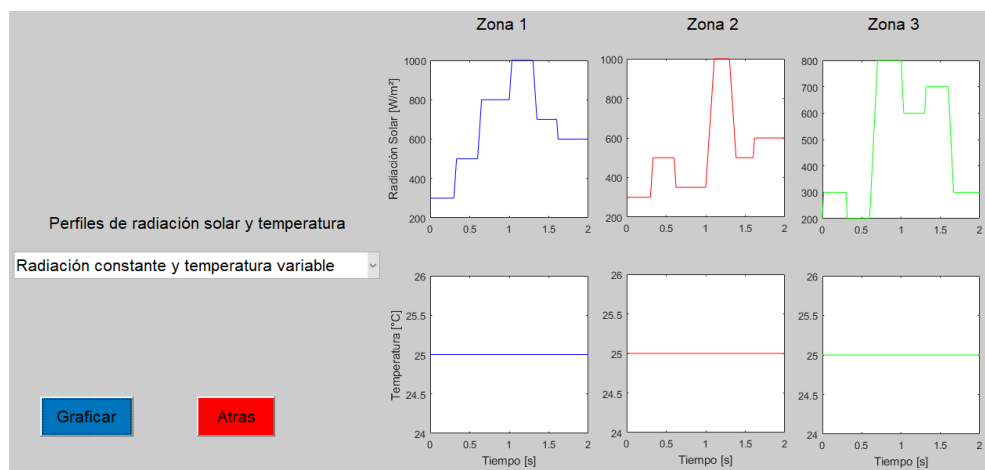 Zona 1
Zona 2
Zona 3
Radiación Solar [W/m²]
1000
800
600
400
200
0 0.5 1 1.5 2
1000
800
600
400
200
0 0.5 1 1.5 2
800
700
600
500
400
300
200
0 0.5 1 1.5 2
Perfiles de radiación solar y temperatura
Radiación constante y temperatura variable
Graficar
Atras
Temperatura [°C]
26
25.5
25
24.5
24
0 0.5 1 1.5 2
Tiempo [s]
26
25.5
25
24.5
24
0 0.5 1 1.5 2
Tiempo [s]
26
25.5
25
24.5
24
0 0.5 1 1.5 2
Tiempo [s]